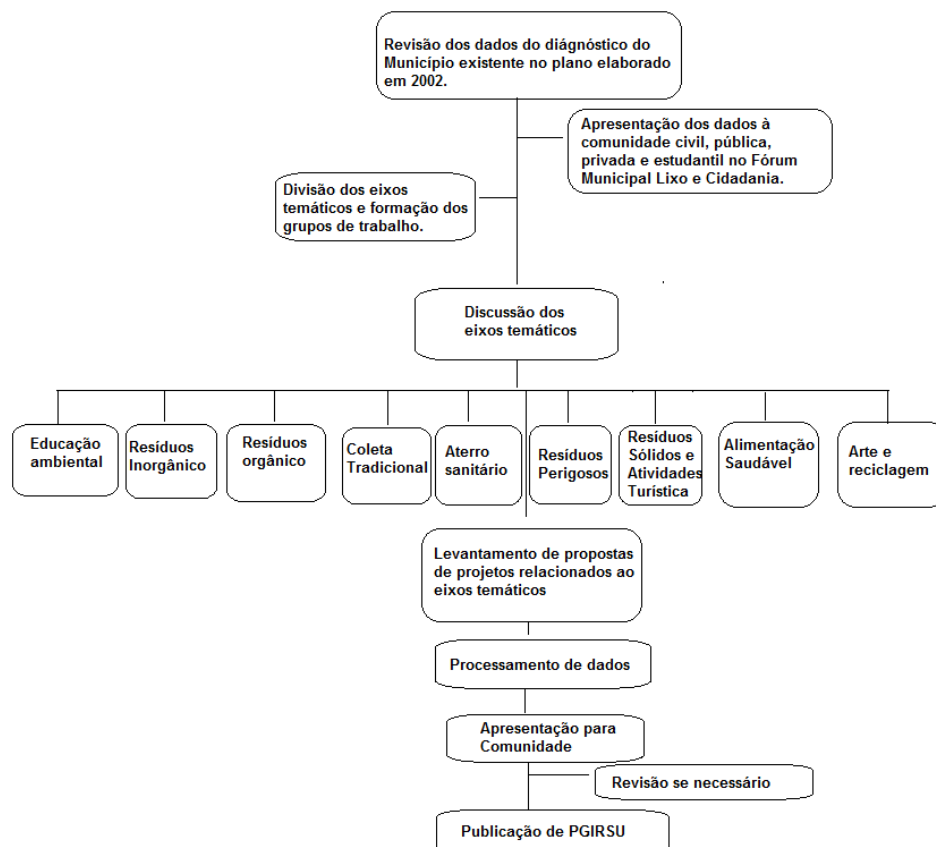 Revisão dos dados do diágnóstico do
Município existente no plano elaborado
em 2002.
Apresentação dos dados à
comunidade civil, pública,
privada e estudantil no Fórum
Municipal Lixo e Cidadania.
Divisão dos eixos
temáticos e formação dos
grupos de trabalho.
Discussão dos
eixos temáticos
Educação
ambiental
Resíduos
Inorgânico
Resíduos
orgânico
Coleta
Tradicional
Aterro
sanitário
Resíduos
Perigosos
Resíduos
Sólidos e
Atividades
Turística
Alimentação
Saudável
Arte e
reciclagem
Levantamento de propostas
de projetos relacionados ao
eixos temáticos
Processamento de dados
Apresentação para
Comunidade
Revisão se necessário
Publicação de PGIRSU